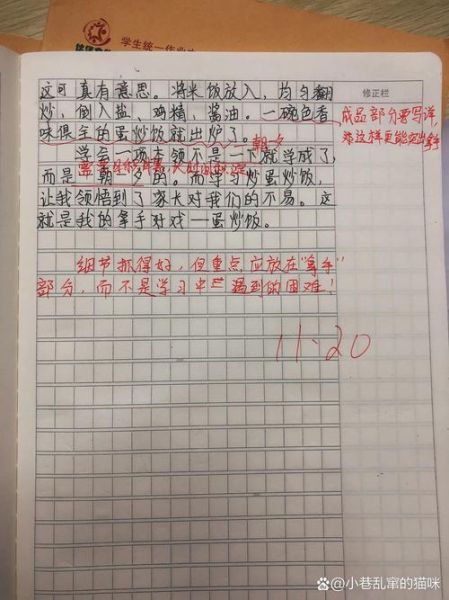 学生统一作业
修正栏
这可真有意思。将米饭放入，均匀翻
炒，倒入盐、鸡精，酱油。一碗色香
味俱全的蛋炒饭就出炉了。
成品部分要写详,
这样更能突出拿手
朝夕
学会一项本领不是一下就学成了，
而是一朝夕的。而学习炒蛋炒饭，
让我领悟到了家长对我们的不易。这
就是我的拿手好戏—蛋炒饭。
细节抓得好，但重点应放在“拿手”
部分，而不是学习中遇到的困难！
11·20
@小巷乱窜的猫咪